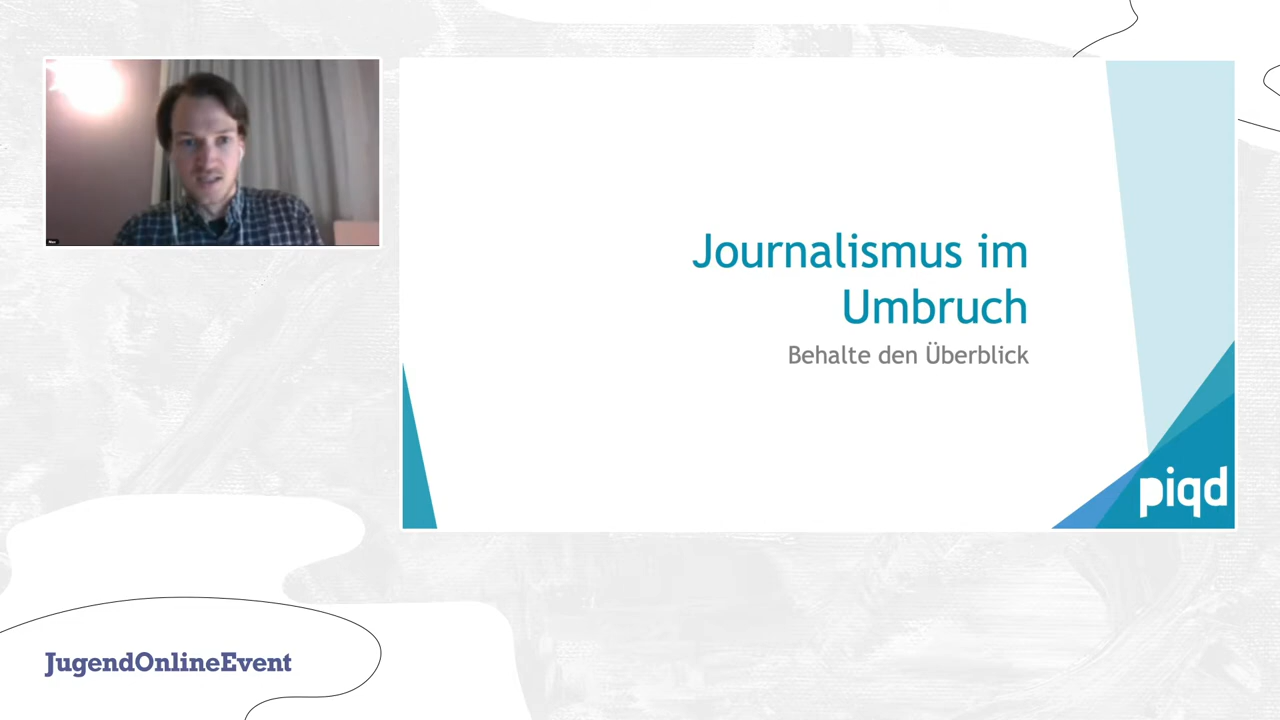 Journalismus im
Umbruch
Behalte den Überblick
piqd
JugendOnlineEvent